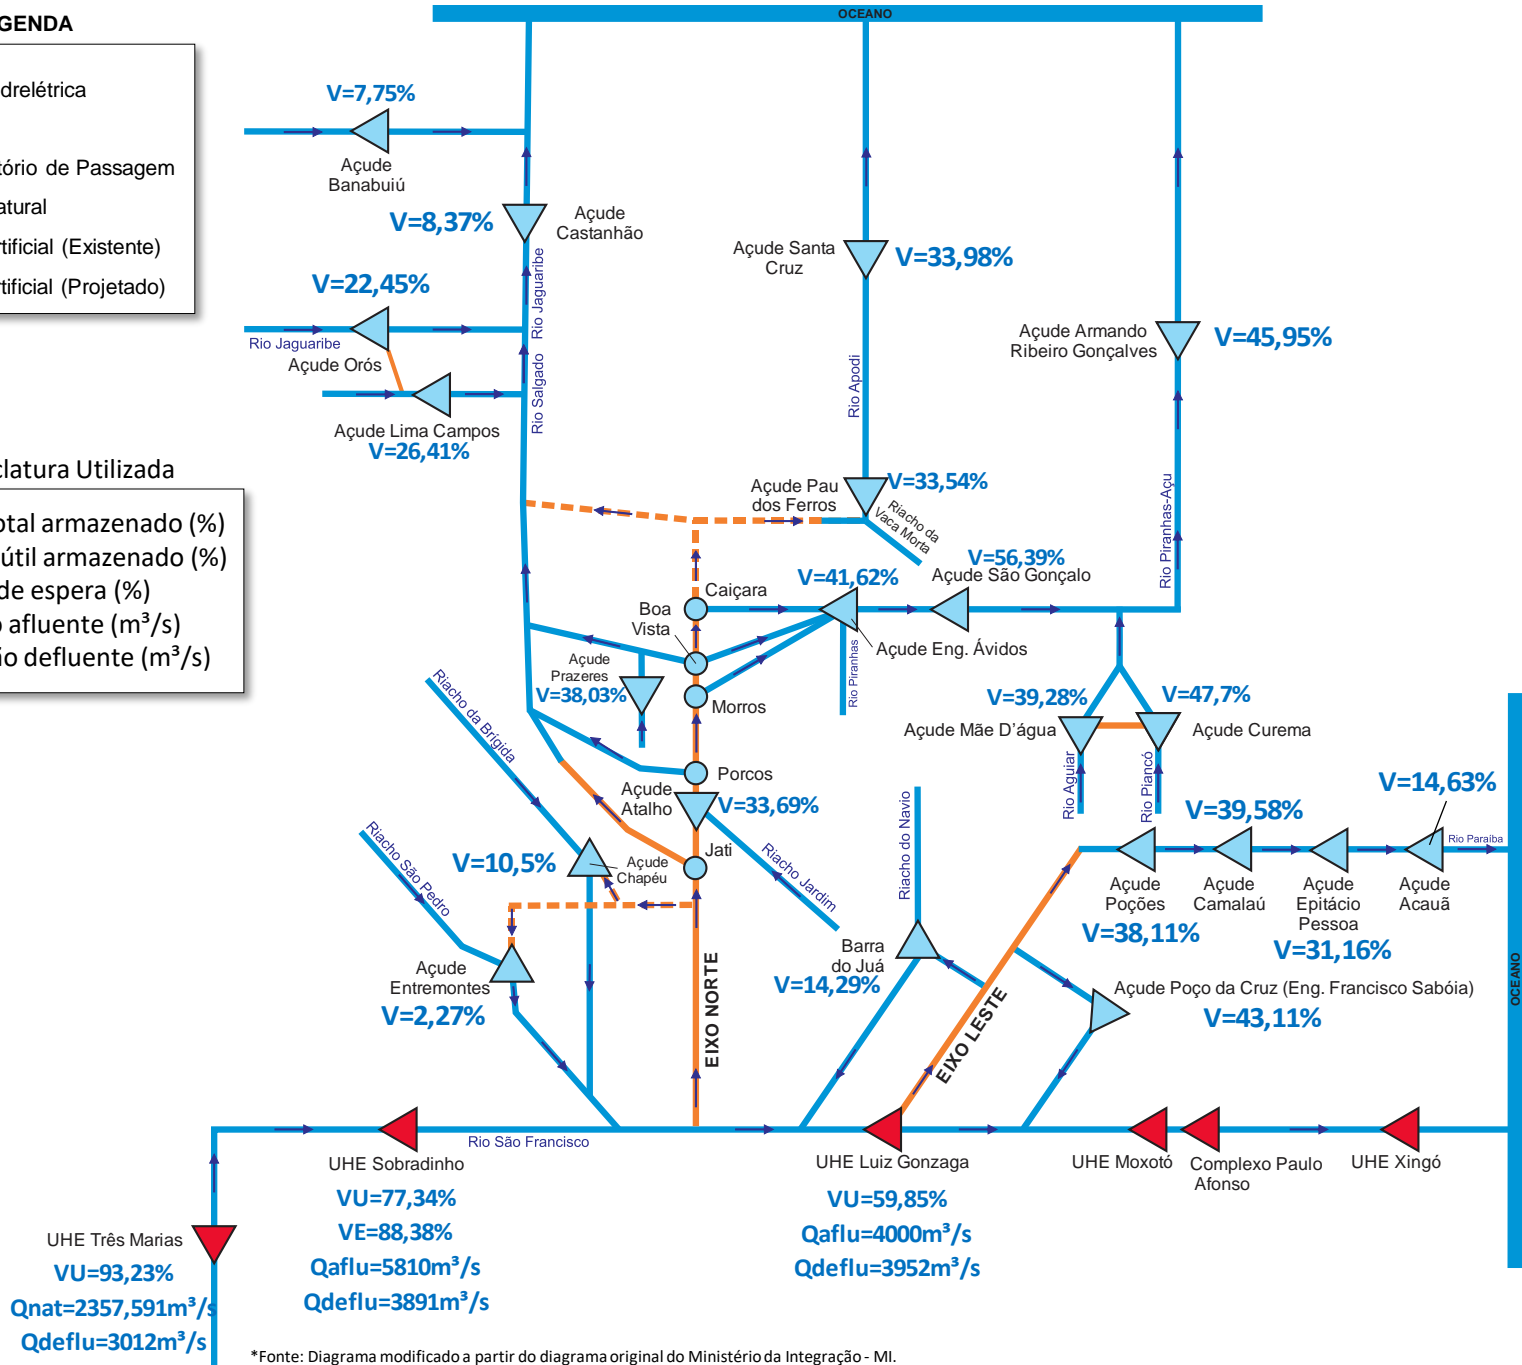 GENDA
drelétrica
tório de Passagem
atural
rtificial (Existente)
rtificial (Projetado)
clatura Utilizada
otal armazenado (%)
útil armazenado (%)
de espera (%)
o afluente (m³/s)
ão defluente (m³/s)
OCEANO
V=7,75%
Açude
Banabuiú
V=8,37%
Açude
Castanhão
V=22,45%
Rio Jaguaribe
Açude Orós
Rio Jaguaribe
Rio Salgado
Açude Lima Campos
V=26,41%
Açude Santa
Cruz
V=33,98%
Rio Apodi
Açude Armando
Ribeiro Gonçalves
V=45,95%
Rio Piranhas-Açu
Açude Pau
dos Ferros
V=33,54%
Riacho da
Vaca Morta
V=56,39%
Açude São Gonçalo
V=41,62%
Açude Eng. Ávidos
Rio Piranhas
Caiçara
Boa
Vista
Morros
Açude
Prazeres
V=38,03%
Porcos
Açude
Atalho
V=33,69%
Jati
Riacho Jardim
Riacho da Brígida
Riacho São Pedro
V=10,5%
Açude
Chapéu
Açude
Entremontes
V=2,27%
EIXO NORTE
V=39,28%
Açude Mãe D'água
V=47,7%
Açude Curema
Rio Aguiar
Rio Piancó
V=14,63%
V=39,58%
Rio Paraiba
Açude
Poções
V=38,11%
Açude
Camalaú
Açude
Epitácio
Pessoa
V=31,16%
Açude
Acauã
Riacho do Navio
Barra
do Juá
V=14,29%
EIXO LESTE
Açude Poço da Cruz (Eng. Francisco Sabóia)
V=43,11%
OCEANO
Rio São Francisco
UHE Sobradinho
VU=77,34%
VE=88,38%
Qaflu=5810m³/s
Qdeflu=3891m³/s
UHE Luiz Gonzaga
VU=59,85%
Qaflu=4000m³/s
Qdeflu=3952m³/s
UHE Moxotó
Complexo Paulo
Afonso
UHE Xingó
UHE Três Marias
VU=93,23%
Qnat=2357,591m³/s
Qdeflu=3012m³/s
*Fonte: Diagrama modificado a partir do diagrama original do Ministério da Integração - MI.